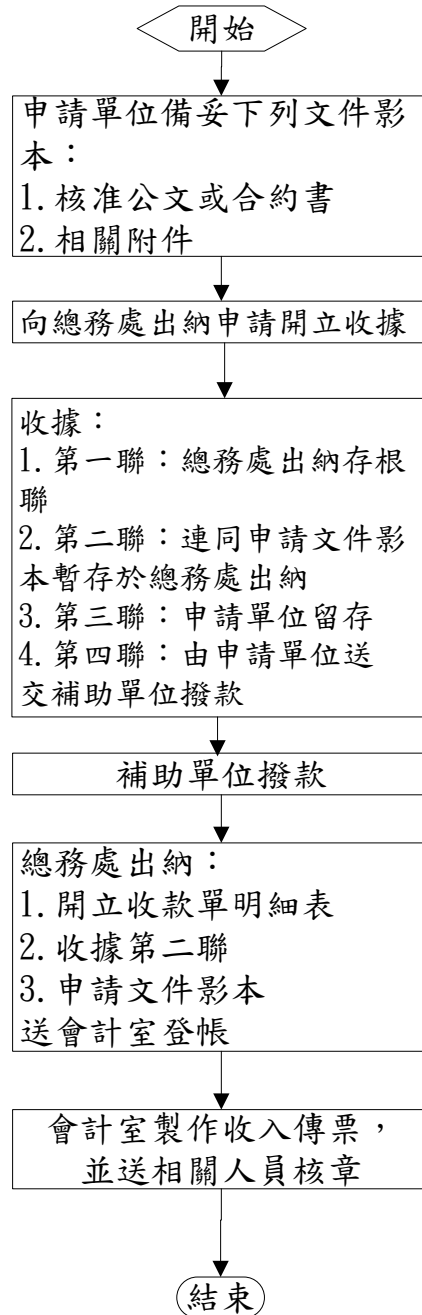 開始
申請單位備妥下列文件影
本：
1.核准公文或合約書
2.相關附件
向總務處出納申請開立收據
收據：
1.第一聯：總務處出納存根
聯
2.第二聯：連同申請文件影
本暫存於總務處出納
3.第三聯：申請單位留存
4.第四聯：由申請單位送
交補助單位撥款
補助單位撥款
總務處出納：
1.開立收款單明細表
2.收據第二聯
3.申請文件影本
送會計室登帳
會計室製作收入傳票，
並送相關人員核章
結束